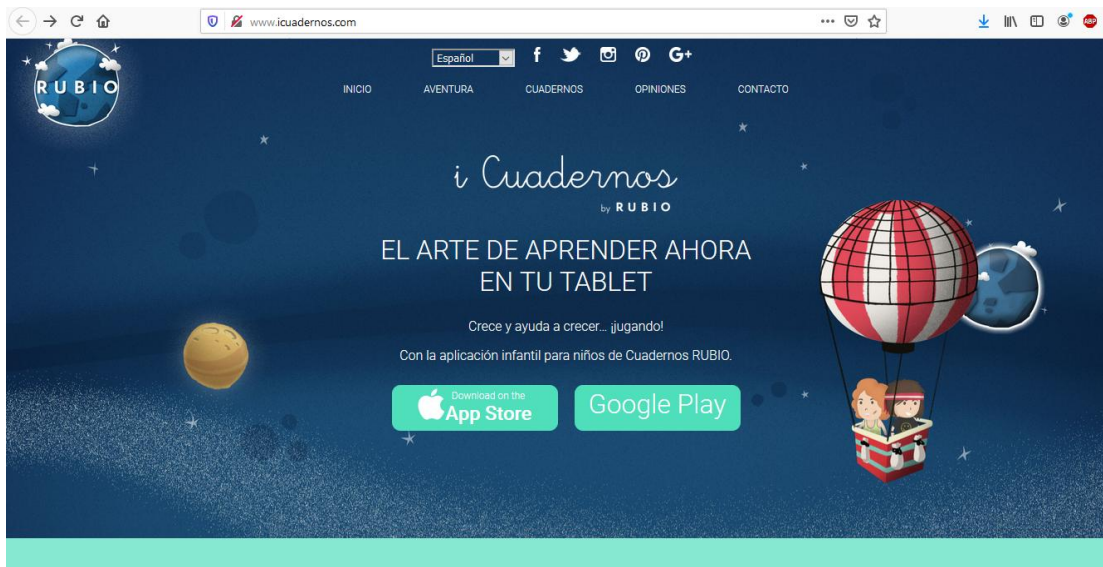 www.icuadernos.com
ABP
RUBIO
Español
f G+
INICIO AVENTURA CUADERNOS OPINIONES CONTACTO
i Cuadernos
by RUBIO
EL ARTE DE APRENDER AHORA
EN TU TABLET
Crece y ayuda a crecer... ¡jugando!
Con la aplicación infantil para niños de Cuadernos RUBIO.
Download on the
App Store
Google Play